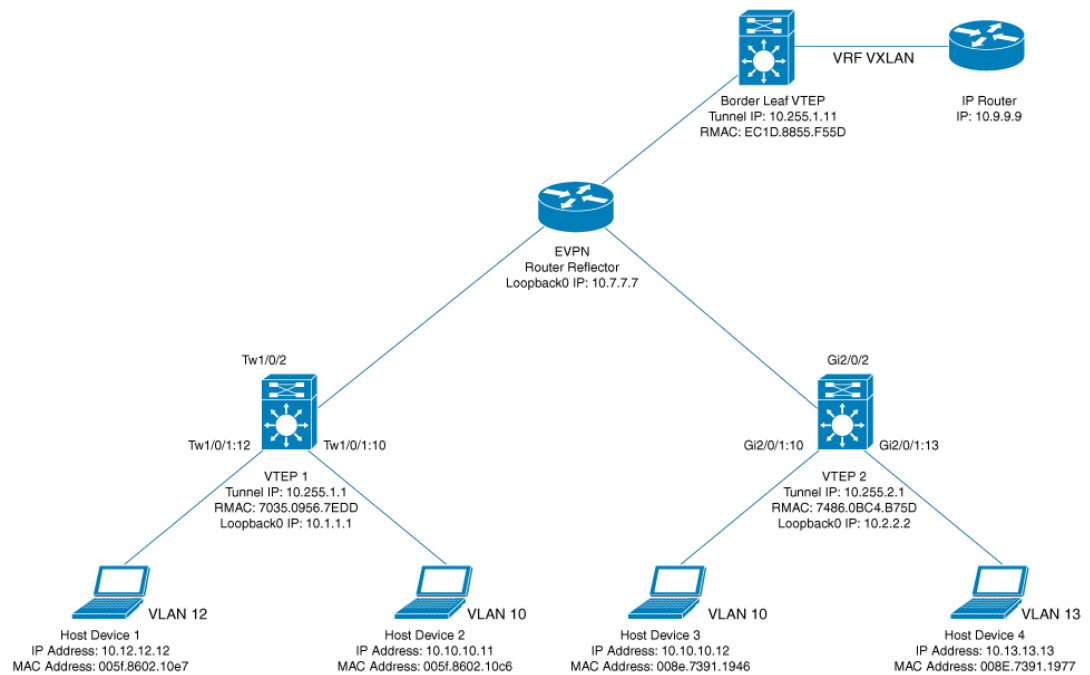 VRF VXLAN
Border Leaf VTEP
Tunnel IP: 10.255.1.11
RMAC: EC1D.8855.F55D
IP Router
IP: 10.9.9.9
EVPN
Router Reflector
Loopback0 IP: 10.7.7.7
Tw1/0/2
Gi2/0/2
Tw1/0/1:12
Tw1/0/1:10
Gi2/0/1:10
Gi2/0/1:13
VTEP 1
Tunnel IP: 10.255.1.1
RMAC: 7035.0956.7EDD
Loopback0 IP: 10.1.1.1
VTEP 2
Tunnel IP: 10.255.2.1
RMAC: 7486.0BC4.B75D
Loopback0 IP: 10.2.2.2
VLAN 12
VLAN 10
VLAN 10
VLAN 13
Host Device 1
IP Address: 10.12.12.12
MAC Address: 005f.8602.10e7
Host Device 2
IP Address: 10.10.10.11
MAC Address: 005f.8602.10c6
Host Device 3
IP Address: 10.10.10.12
MAC Address: 008e.7391.1946
Host Device 4
IP Address: 10.13.13.13
MAC Address: 008E.7391.1977